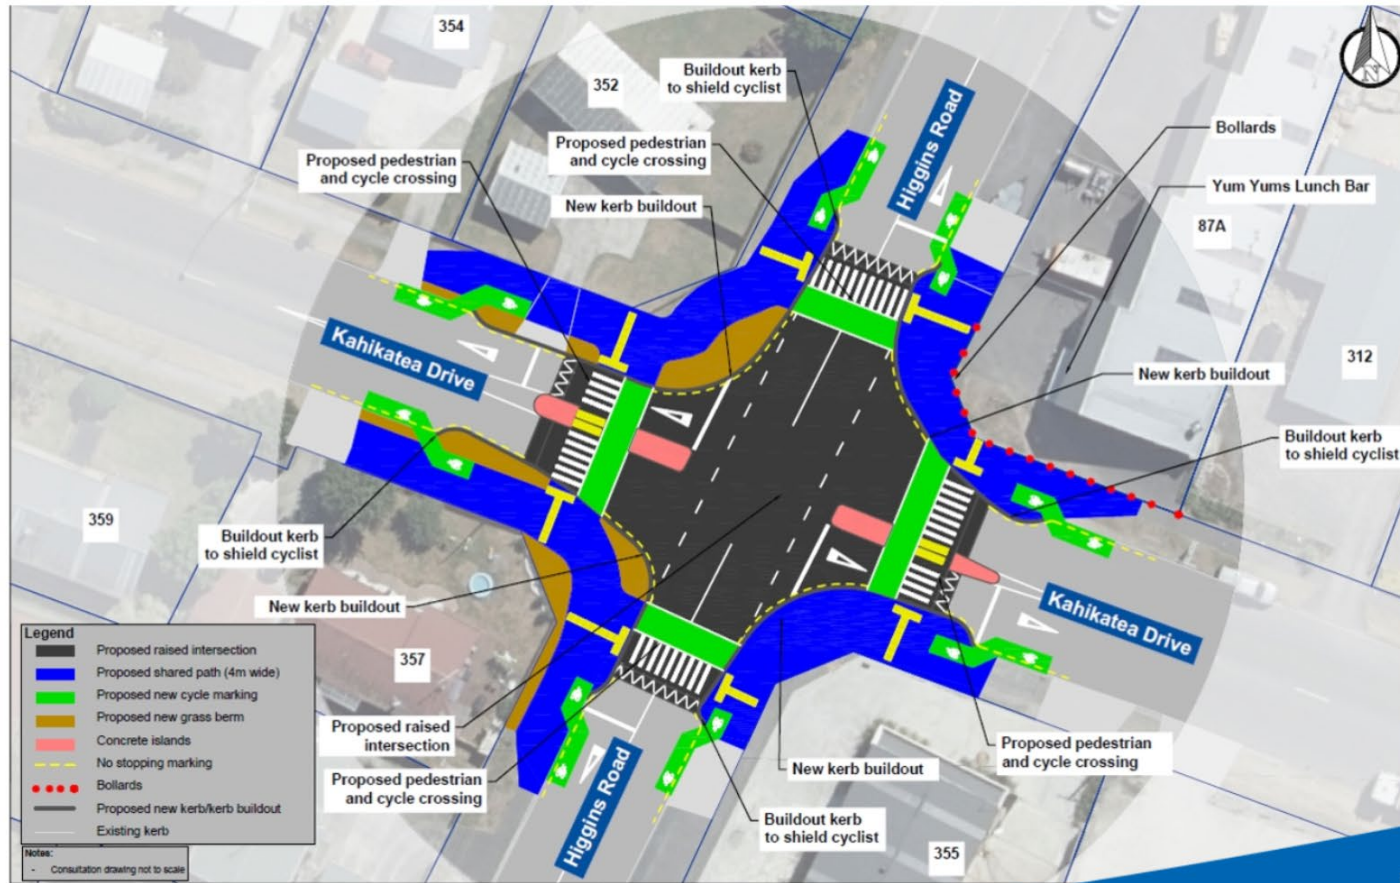 354
352
Buildout kerb
to shield cyclist
Higgins Road
N
Bollards
Proposed pedestrian
and cycle crossing
Proposed pedestrian
and cycle crossing
Yum Yums Lunch Bar
New kerb buildout
87A
Kahikatea Drive
312
New kerb buildout
Buildout kerb
to shield cyclist
359
Buildout kerb
to shield cyclist
New kerb buildout
Kahikatea Drive
357
Proposed raised
intersection
Proposed pedestrian
and cycle crossing
Higgins Road
New kerb buildout
Proposed pedestrian
and cycle crossing
Buildout kerb
to shield cyclist
355
Legend
Proposed raised intersection
Proposed shared path (4m wide)
Proposed new cycle marking
Proposed new grass berm
Concrete islands
No stopping marking
Bollards
Proposed new kerb/kerb buildout
Existing kerb
Notes:
- Consultation drawing not to scale